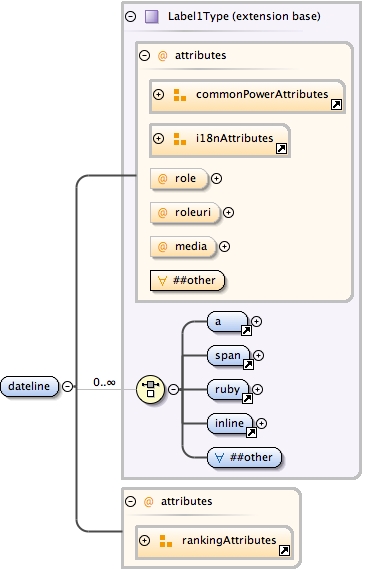 Label1Type (extension base)
@ attributes
commonPowerAttributes
i18nAttributes
@ role
@ roleuri
@ media
∀ ##other
a
span
dateline
0..∞
ruby
inline
∀ ##other
@ attributes
rankingAttributes